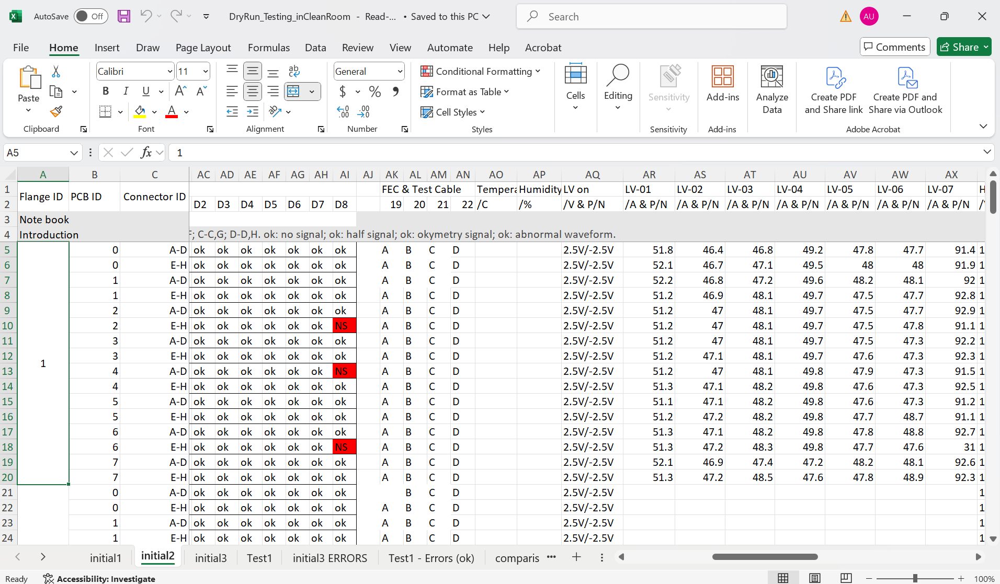 AutoSave Off DryRun_Testing_inCleanRoom - Read-... • Saved to this PC Search AU
File Home Insert Draw Page Layout Formulas Data Review View Automate Help Acrobat Comments Share
Paste
Clipboard
Calibri 11
B I U A A
A
Font
ab
Alignment
General
$ % 9
Number
Conditional Formatting
Format as Table
Cell Styles
Styles
Cells
Editing
Sensitivity
Sensitivity
Add-ins
Add-ins
Analyze
Data
Create PDF
and Share link
Create PDF and
Share via Outlook
Adobe Acrobat
A5 fx 1
A B C AC AD AE AF AG AH AI AJ AK AL AM AN AO AP AQ AR AS AT AU AV AW AX
1 Flange ID PCB ID Connector ID FEC & Test Cable Tempera Humidity LV on LV-01 LV-02 LV-03 LV-04 LV-05 LV-06 LV-07 H
2 D2 D3 D4 D5 D6 D7 D8 19 20 21 22 /C /% /V & P/N /A & P/N /A & P/N /A & P/N /A & P/N /A & P/N /A & P/N /A & P/N
3 Note book
4 Introduction ; C-C,G; D-D,H. ok: no signal; ok: half signal; ok: okymetry signal; ok: abnormal waveform.
5 0 A-D ok ok ok ok ok ok ok A B C D 2.5V/-2.5V 51.8 46.4 46.8 49.2 47.8 47.7 91.4 1
6 0 E-H ok ok ok ok ok ok ok A B C D 2.5V/-2.5V 52.1 46.7 47.1 49.5 48 48 91.9 1
7 1 A-D ok ok ok ok ok ok ok A B C D 2.5V/-2.5V 52.2 46.8 47.2 49.6 48.2 48.1 92 1
8 1 E-H ok ok ok ok ok ok ok A B C D 2.5V/-2.5V 51.2 46.9 48.1 49.7 47.5 47.7 92.8 1
9 2 A-D ok ok ok ok ok ok ok A B C D 2.5V/-2.5V 51.2 47 48.1 49.7 47.5 47.7 92.9 1
10 2 E-H ok ok ok ok ok ok NS A B C D 2.5V/-2.5V 51.2 47 48.1 49.7 47.5 47.8 91.1 1
11 3 A-D ok ok ok ok ok ok ok A B C D 2.5V/-2.5V 51.2 47 48.1 49.7 47.5 47.3 92.2 1
12 3 E-H ok ok ok ok ok ok ok A B C D 2.5V/-2.5V 51.2 47.1 48.1 49.7 47.6 47.3 92.3 1
1
13 4 A-D ok ok ok ok ok ok NS A B C D 2.5V/-2.5V 51.2 47 48.1 49.8 47.9 47.3 91.5 1
14 4 E-H ok ok ok ok ok ok ok A B C D 2.5V/-2.5V 51.3 47.1 48.2 49.8 47.6 47.3 92.5 1
15 5 A-D ok ok ok ok ok ok ok A B C D 2.5V/-2.5V 51.1 47.1 48.2 49.8 47.6 47.3 91.2 1
16 5 E-H ok ok ok ok ok ok ok A B C D 2.5V/-2.5V 51.2 47.2 48.2 49.8 47.7 48.7 91.1 1
17 6 A-D ok ok ok ok ok ok ok A B C D 2.5V/-2.5V 51.3 47.1 48.2 49.8 47.8 48.8 92.7 1
18 6 E-H ok ok ok ok ok ok NS A B C D 2.5V/-2.5V 51.3 47.2 48.3 49.8 47.7 47.6 31 1
19 7 A-D ok ok ok ok ok ok ok A B C D 2.5V/-2.5V 52.1 46.9 47.4 47.2 48.2 48.1 92.6 1
20 7 E-H ok ok ok ok ok ok ok A B C D 2.5V/-2.5V 51.3 47.2 48.5 47.6 47.8 48.9 92.3 1
21 0 A-D ok ok ok ok ok ok ok B C D 2.5V/-2.5V 1
22 0 E-H ok ok ok ok ok ok ok A B C D 2.5V/-2.5V 1
23 1 A-D ok ok ok ok ok ok ok A B C D 2.5V/-2.5V 1
24 1 E-H ok ok ok ok ok ok ok A B C D 2.5V/-2.5V 1
initial1 initial2 initial3 Test1 initial3 ERRORS Test1 - Errors (ok) comparis ••• +
Ready Accessibility: Investigate 100%